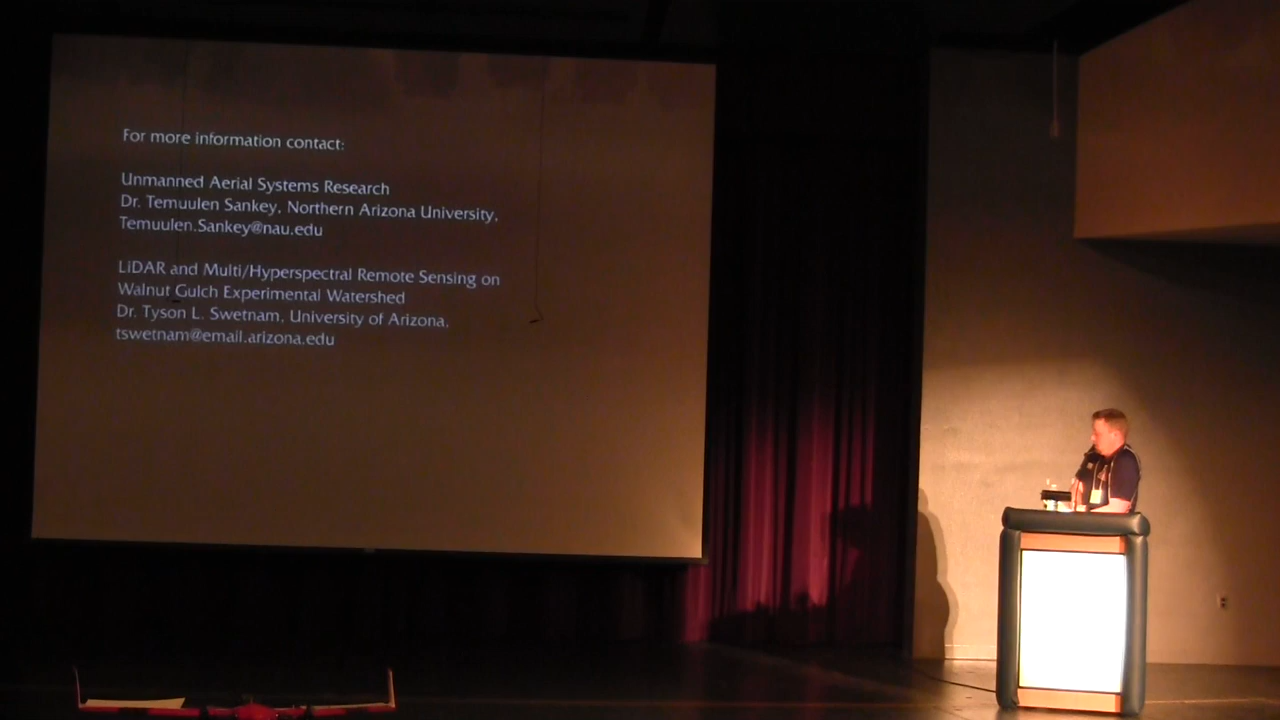 For more information contact:
Unmanned Aerial Systems Research
Dr. Temuulen Sankey, Northern Arizona University,
Temuulen.Sankey@nau.edu
LiDAR and Multi/Hyperspectral Remote Sensing on
Walnut Gulch Experimental Watershed
Dr. Tyson L. Swetnam, University of Arizona,
tswetnam@email.arizona.edu